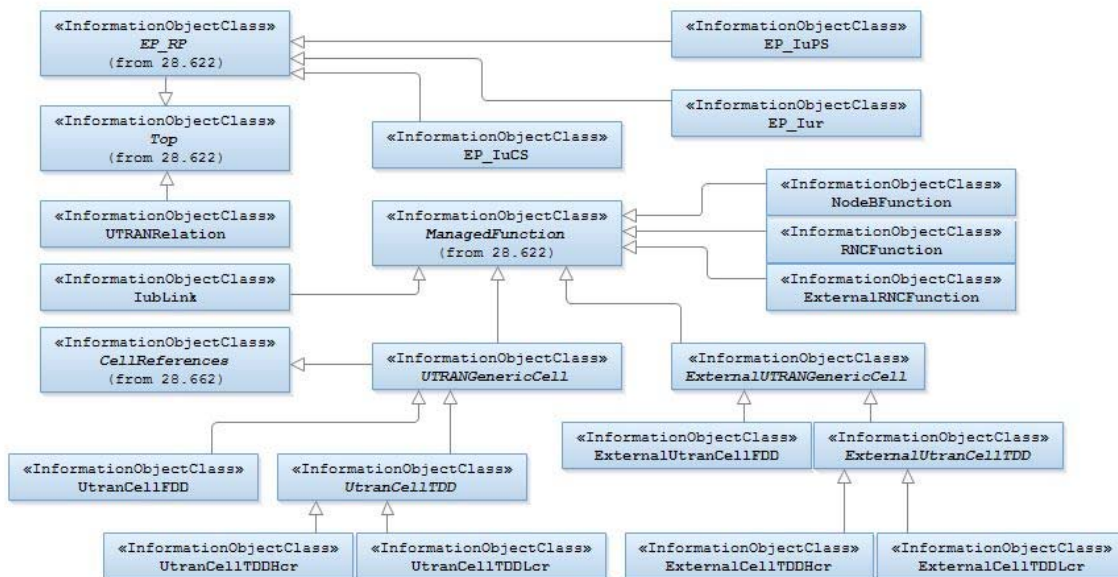 «InformationObjectClass»
EP_RP
(from 28.622)
«InformationObjectClass»
EP_IuPS
«InformationObjectClass»
Top
(from 28.622)
«InformationObjectClass»
EP_IuCS
«InformationObjectClass»
EP_Iur
«InformationObjectClass»
UTRANRelation
«InformationObjectClass»
ManagedFunction
(from 28.622)
«InformationObjectClass»
NodeBFunction
«InformationObjectClass»
RNCFunction
«InformationObjectClass»
ExternalRNCFunction
«InformationObjectClass»
IubLink
«InformationObjectClass»
CellReferences
(from 28.662)
«InformationObjectClass»
UTRANGenericCell
«InformationObjectClass»
ExternalUTRANGenericCell
«InformationObjectClass»
ExternalUtranCellFDD
«InformationObjectClass»
ExternalUtranCellTDD
«InformationObjectClass»
UtranCellFDD
«InformationObjectClass»
UtranCellTDD
«InformationObjectClass»
UtranCellTDDHcr
«InformationObjectClass»
UtranCellTDDLcr
«InformationObjectClass»
ExternalCellTDDHcr
«InformationObjectClass»
ExternalCellTDDLcr